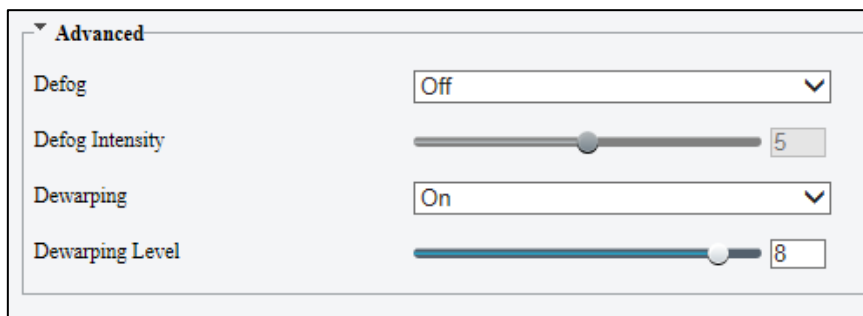 Advanced
Defog Off
Defog Intensity 5
Dewarping On
Dewarping Level 8